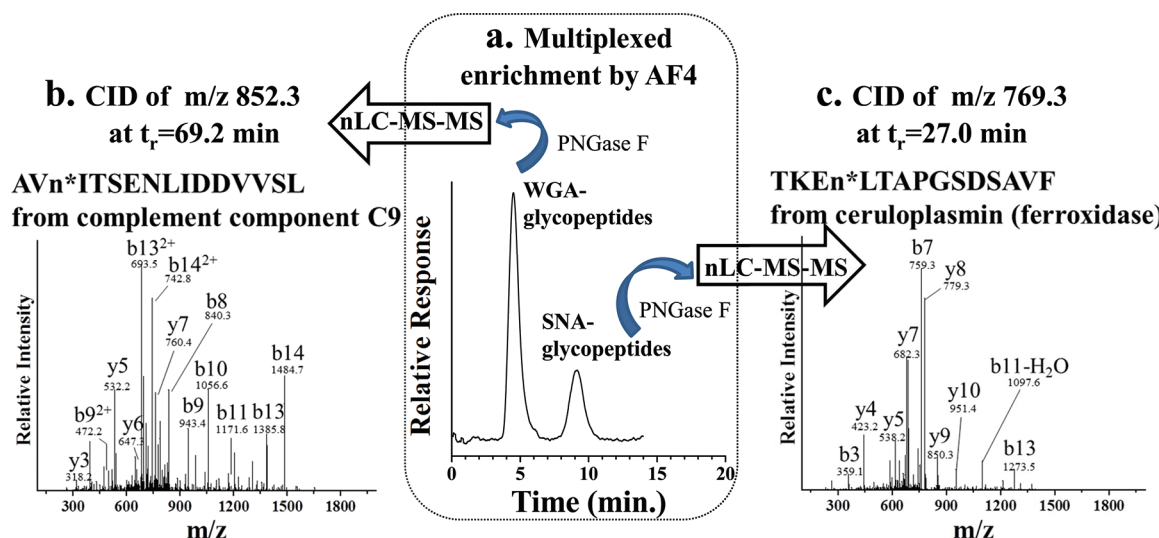 a. Multiplexed
enrichment by AF4
b. CID of m/z 852.3
at tr=69.2 min
nLC-MS-MS
PNGase F
AVn*ITSENLIDDVVSL
from complement component C9
Relative Intensity
b13²⁺
693.5
b14²⁺
742.8
b8
840.3
y7
760.4
y5
532.2
b10
1056.6
b14
1484.7
b9²⁺
472.2
y6
647.3
b9
943.4
b11
1171.6
b13
1385.8
y3
318.2
300 600 900 1200 1500 1800
m/z
Relative Response
WGA-
glycopeptides
SNA-
glycopeptides
PNGase F
0 5 10 15 20
Time (min.)
c. CID of m/z 769.3
at tr=27.0 min
TKEn*LTAPGSDSAVF
from ceruloplasmin (ferroxidase)
nLC-MS-MS
Relative Intensity
b7
759.3
y8
779.3
y7
682.3
b11-H₂O
1097.6
y10
951.4
y4
423.2
y5
538.2
y9
850.3
b3
359.1
b13
1273.5
300 600 900 1200 1500 1800
m/z